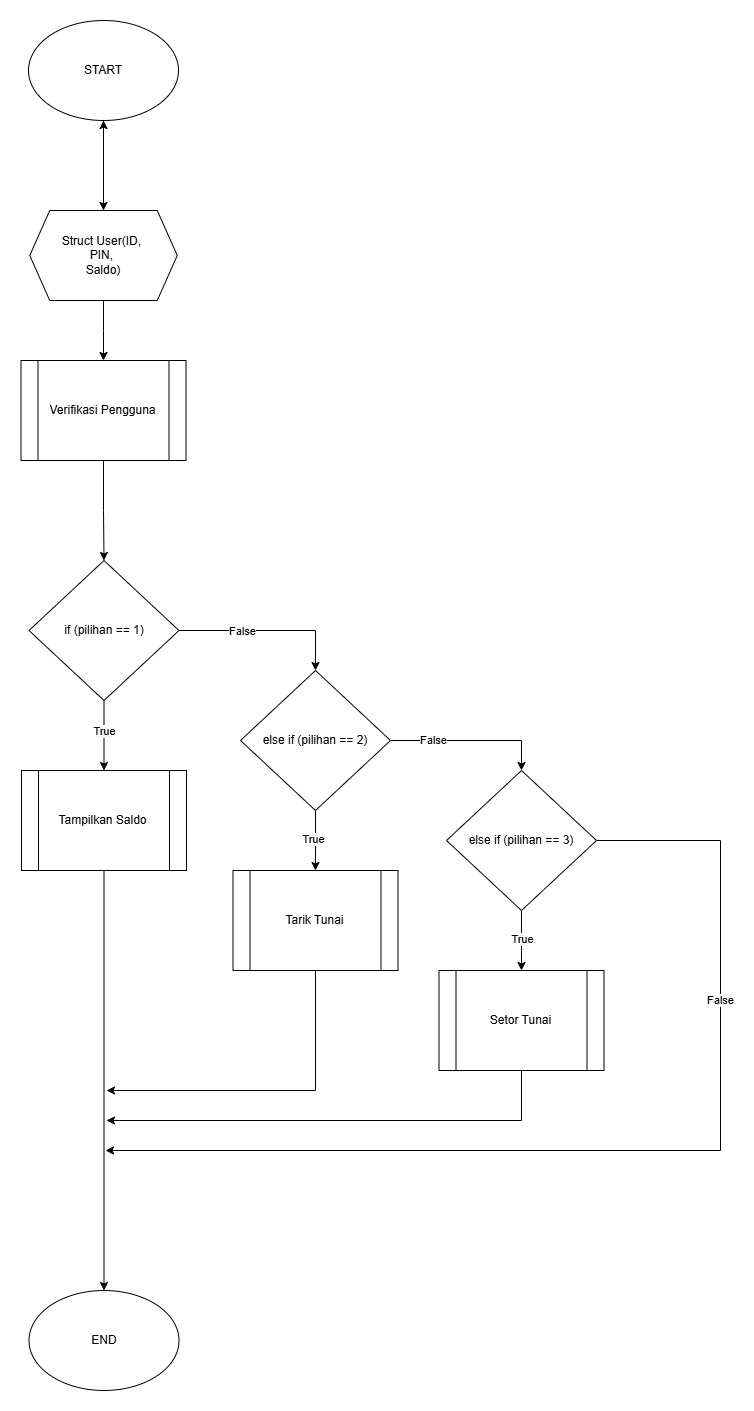 START
Struct User(ID,
PIN,
Saldo)
Verifikasi Pengguna
if (pilihan == 1)
False
True
else if (pilihan == 2)
False
True
Tampilkan Saldo
else if (pilihan == 3)
Tarik Tunai
True
False
Setor Tunai
END